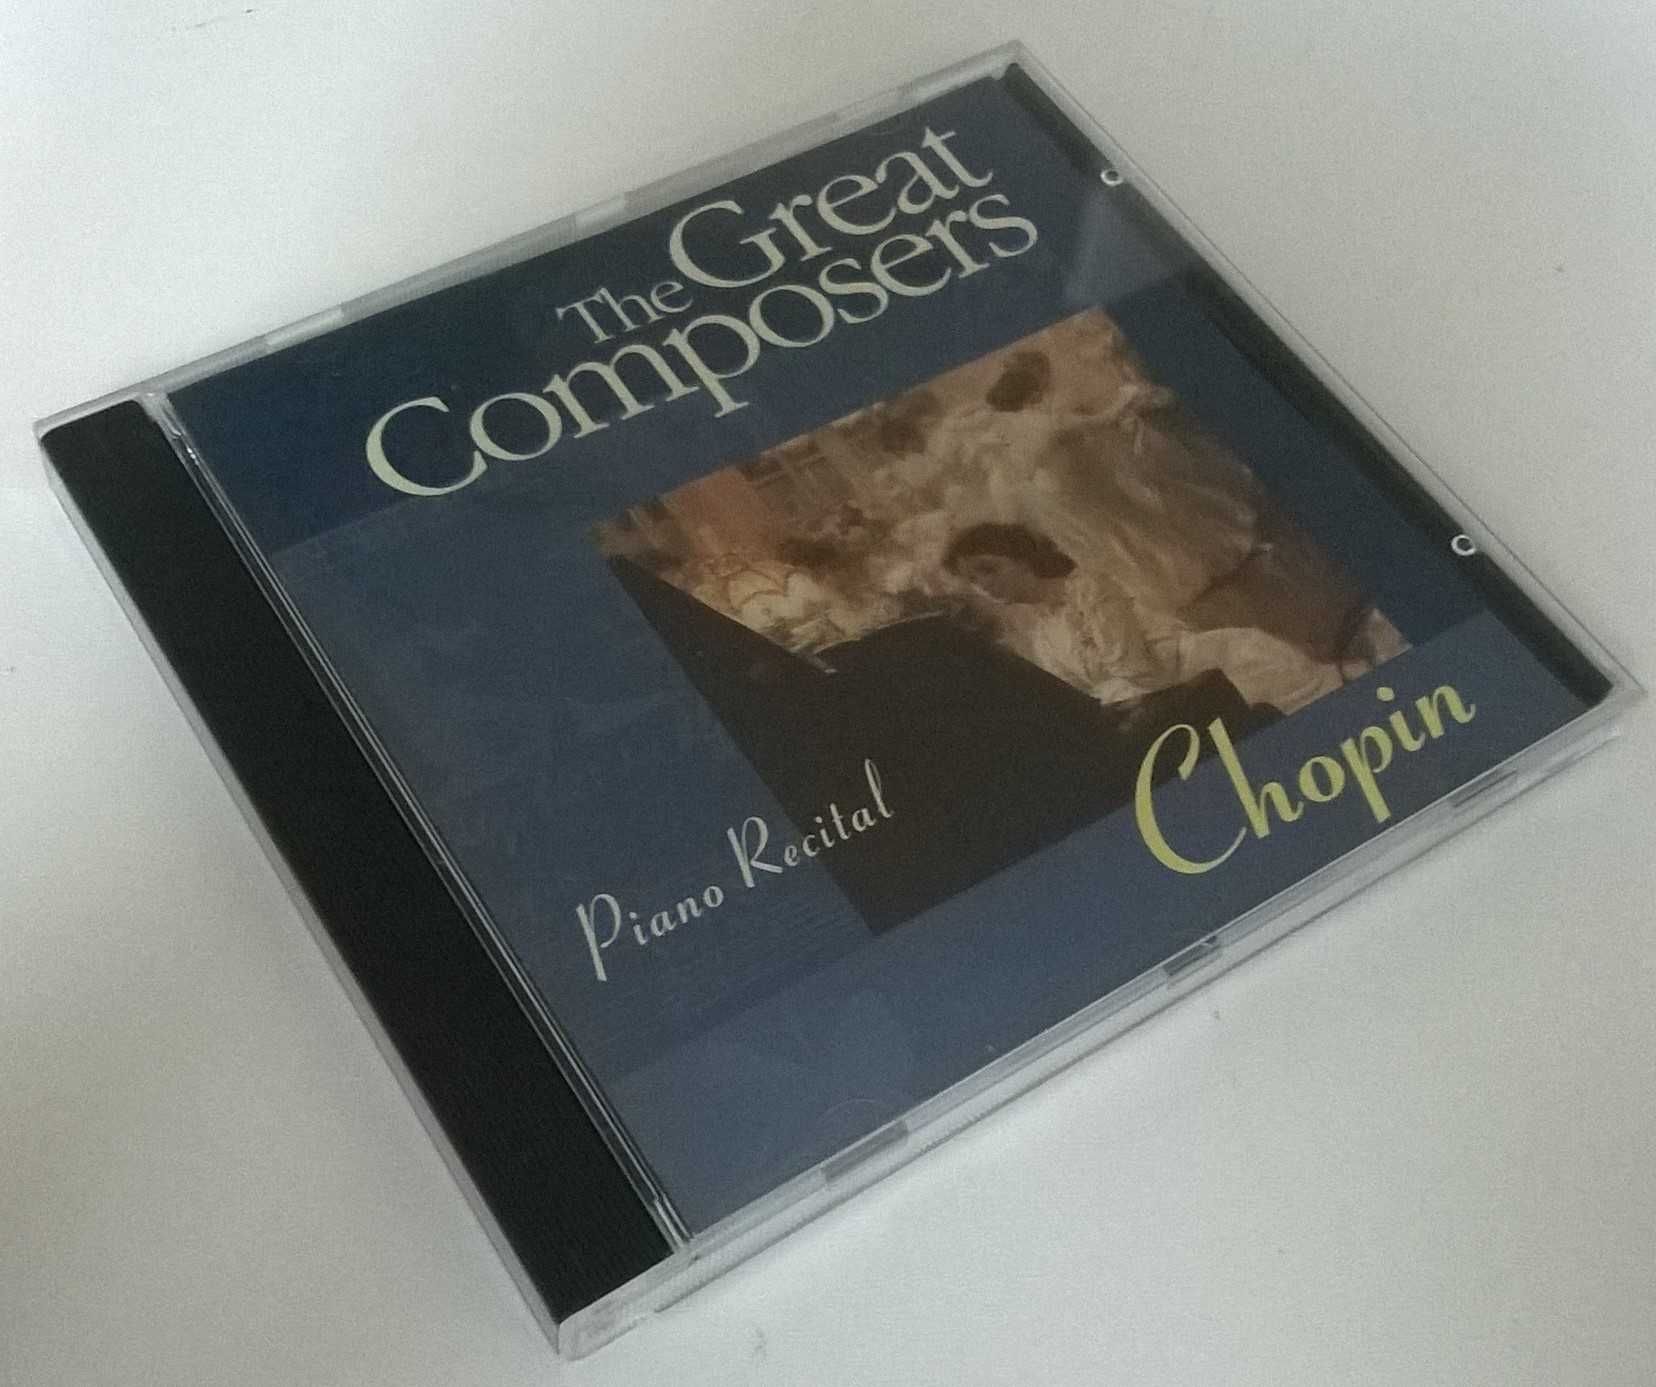 The Great
Composers
Piano Recital
Chopin